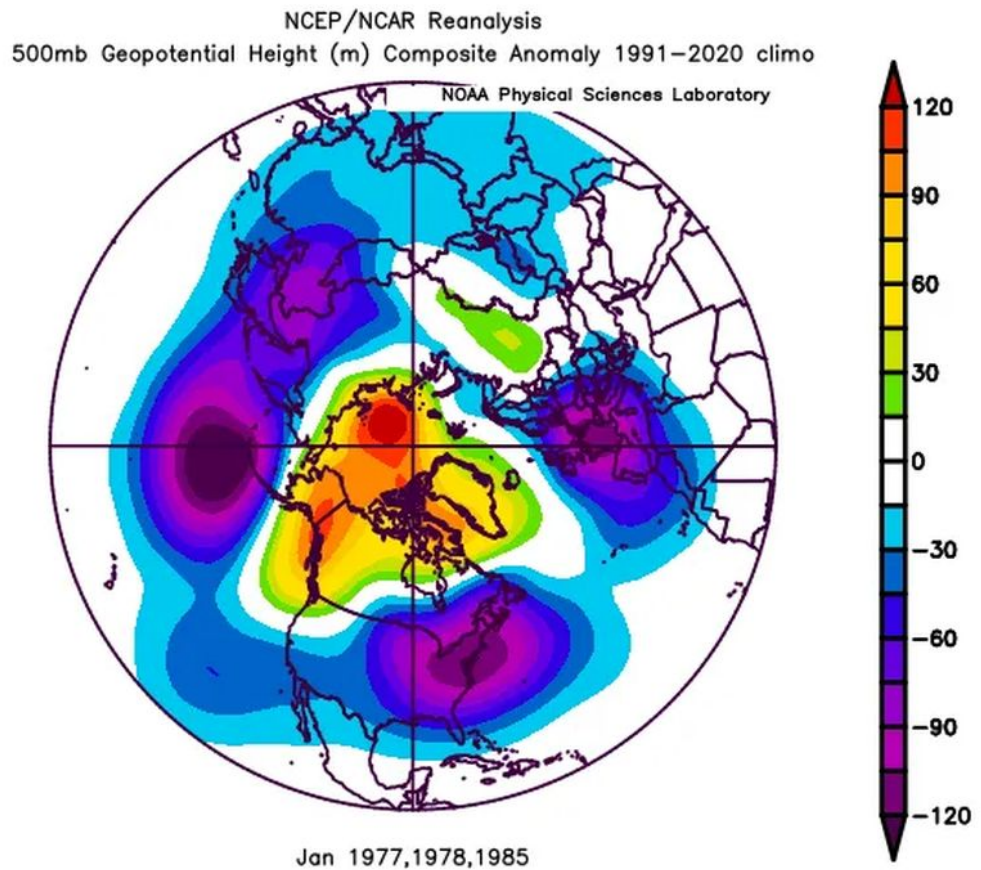 NCEP/NCAR Reanalysis
500mb Geopotential Height (m) Composite Anomaly 1991−2020 climo
NOAA Physical Sciences Laboratory
120
90
60
30
0
−30
−60
−90
−120
Jan 1977,1978,1985